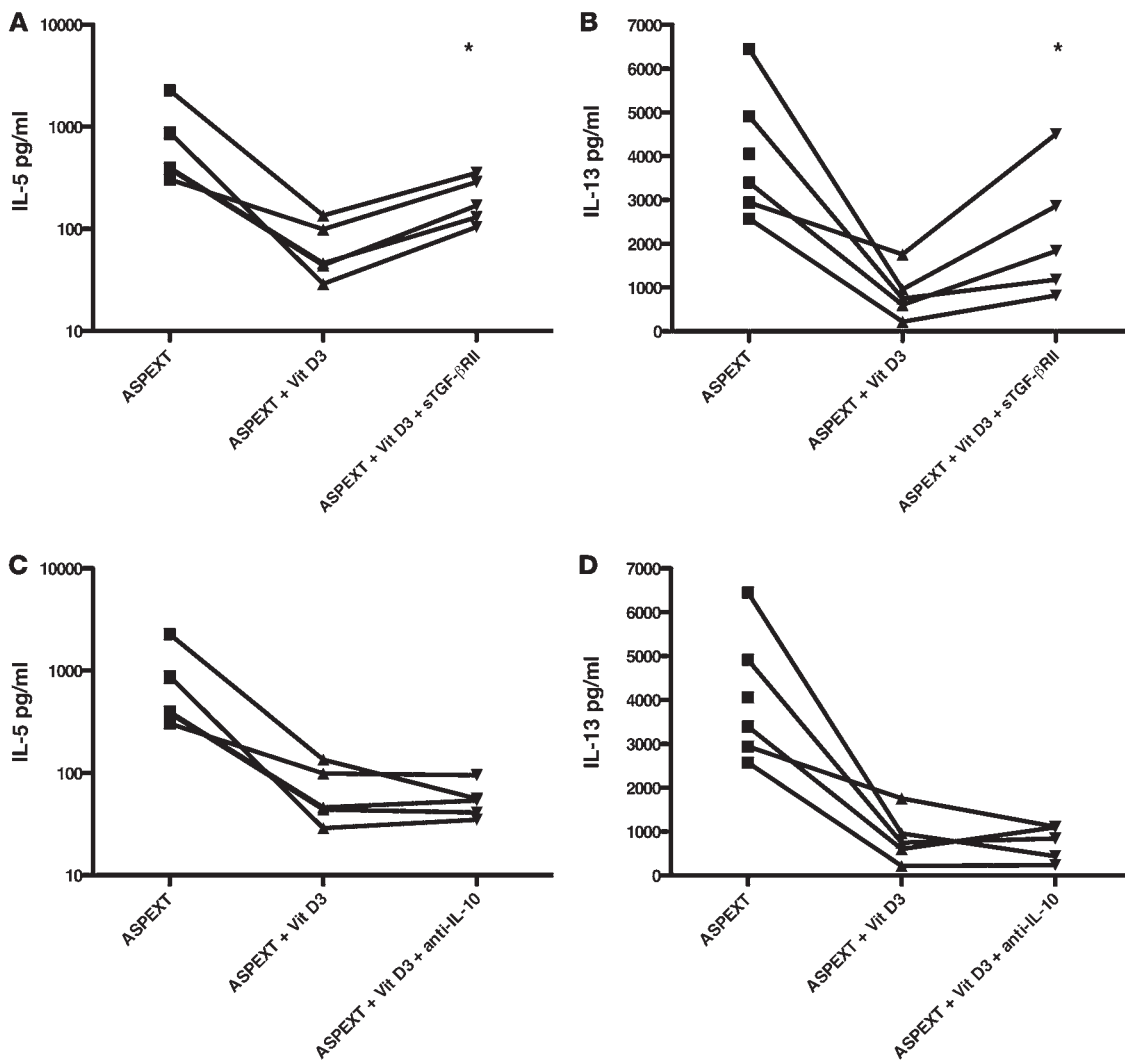 A
IL-5 pg/ml
10000
1000
100
10
*
ASPEXT
ASPEXT + Vit D3
ASPEXT + Vit D3 + sTGF-βRII
B
IL-13 pg/ml
7000
6000
5000
4000
3000
2000
1000
0
*
ASPEXT
ASPEXT + Vit D3
ASPEXT + Vit D3 + sTGF-βRII
C
IL-5 pg/ml
10000
1000
100
10
ASPEXT
ASPEXT + Vit D3
ASPEXT + Vit D3 + anti-IL-10
D
IL-13 pg/ml
7000
6000
5000
4000
3000
2000
1000
0
ASPEXT
ASPEXT + Vit D3
ASPEXT + Vit D3 + anti-IL-10